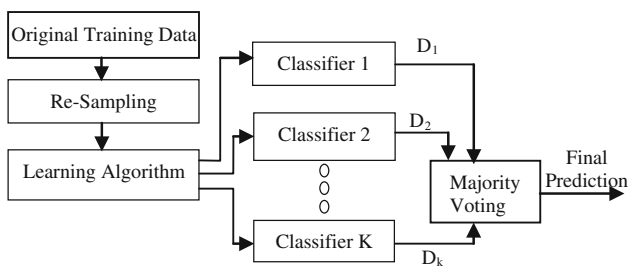 Original Training Data
Re-Sampling
Learning Algorithm
Classifier 1
Classifier 2
Classifier K
D1
D2
Dk
Majority
Voting
Final
Prediction